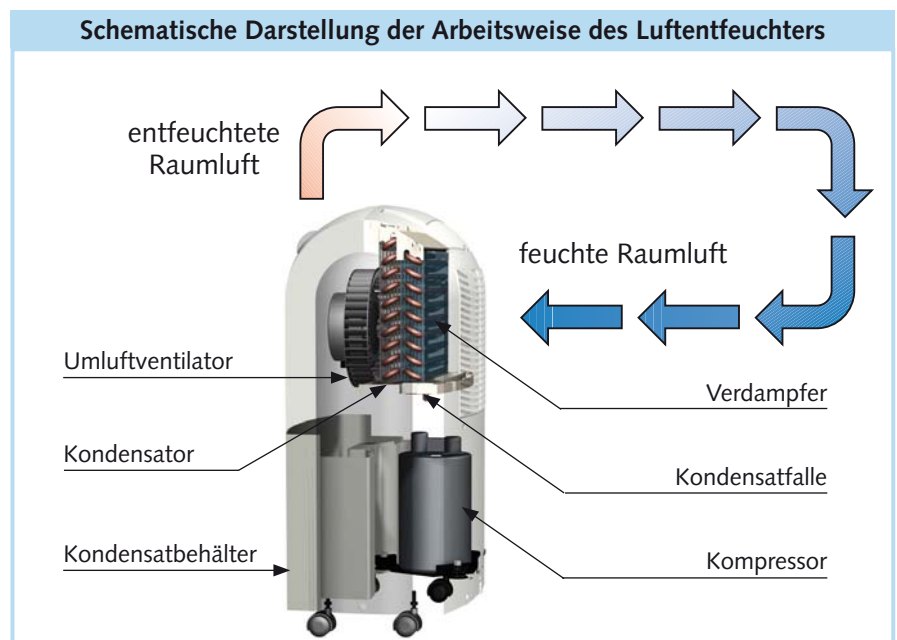 Schematische Darstellung der Arbeitsweise des Luftentfeuchters
entfeuchtete
Raumluft
feuchte Raumluft
Umluftventilator
Kondensator
Kondensatbehälter
Verdampfer
Kondensatfalle
Kompressor